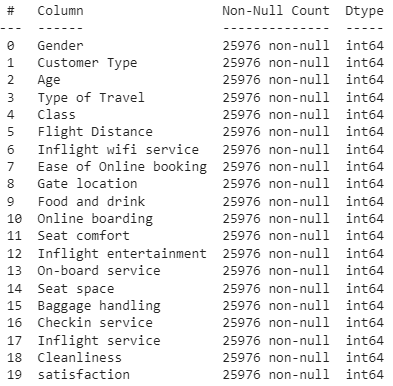 #   Column                  Non-Null Count  Dtype
---  ------                  --------------  -----
0   Gender                  25976 non-null  int64
1   Customer Type           25976 non-null  int64
2   Age                     25976 non-null  int64
3   Type of Travel          25976 non-null  int64
4   Class                   25976 non-null  int64
5   Flight Distance         25976 non-null  int64
6   Inflight wifi service   25976 non-null  int64
7   Ease of Online booking  25976 non-null  int64
8   Gate location           25976 non-null  int64
9   Food and drink          25976 non-null  int64
10  Online boarding         25976 non-null  int64
11  Seat comfort            25976 non-null  int64
12  Inflight entertainment  25976 non-null  int64
13  On-board service        25976 non-null  int64
14  Seat space              25976 non-null  int64
15  Baggage handling        25976 non-null  int64
16  Checkin service         25976 non-null  int64
17  Inflight service        25976 non-null  int64
18  Cleanliness             25976 non-null  int64
19  satisfaction            25976 non-null  int64